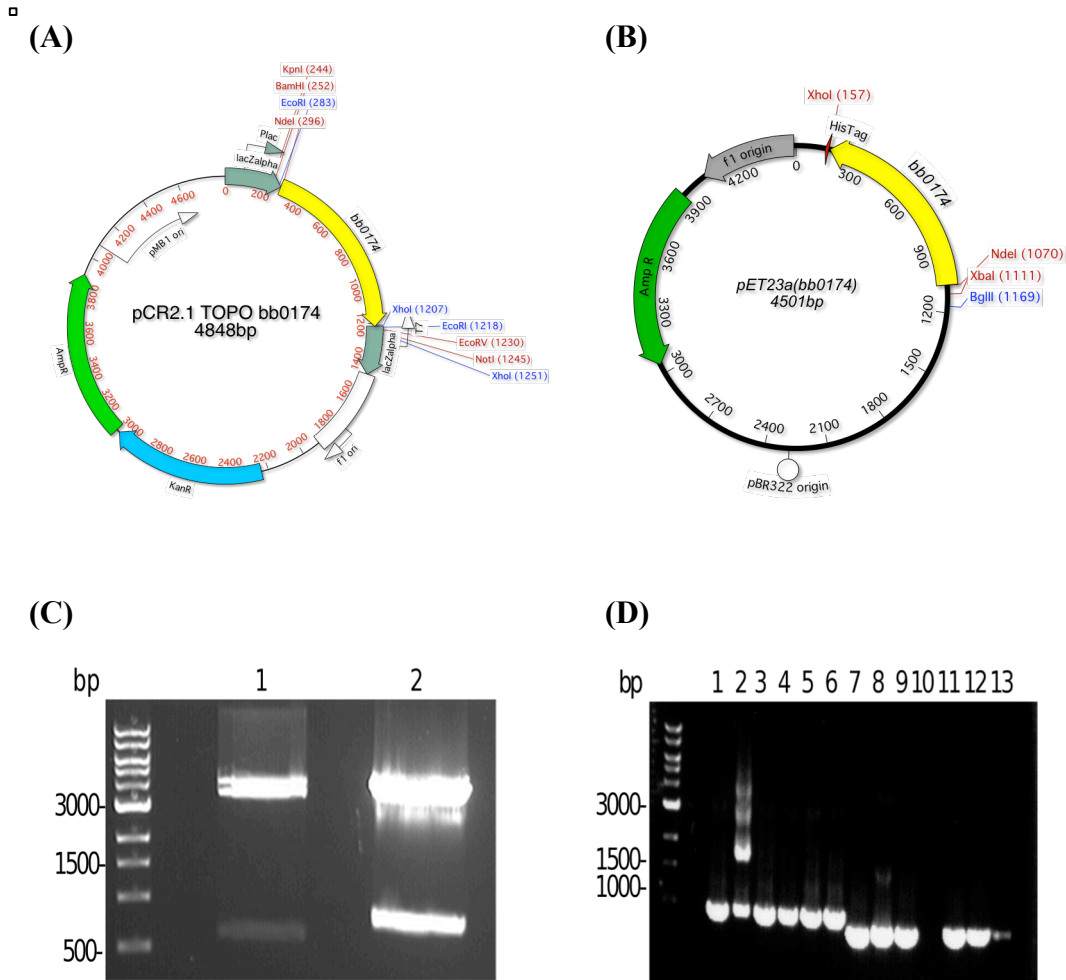 (A)
KpnI (244)
BamHI (252)
EcoRI (283)
NdeI (296)
Plac
lacZalpha
0 200 400 600 800 1000 1200 1400 1600 1800 2000 2200 2400 2600 2800 3000 3200 3400 3600 3800 4000 4200 4400 4600
bb0174
pMB1 ori
pCR2.1 TOPO bb0174
4848bp
XhoI (1207)
EcoRI (1218)
EcoRV (1230)
NotI (1245)
XhoI (1251)
lacZalpha
f1 ori
KanR
AmpR
(B)
XhoI (157)
HisTag
f1 origin
bb0174
0 300 600 900 1200 1500 1800 2100 2400 2700 3000 3300 3600 3900 4200
NdeI (1070)
XbaI (1111)
BglII (1169)
pET23a(bb0174)
4501bp
Amp R
pBR322 origin
(C)
bp 1 2
3000-
1500-
500-
(D)
bp 1 2 3 4 5 6 7 8 9 10 11 12 13
3000-
1500-
1000-